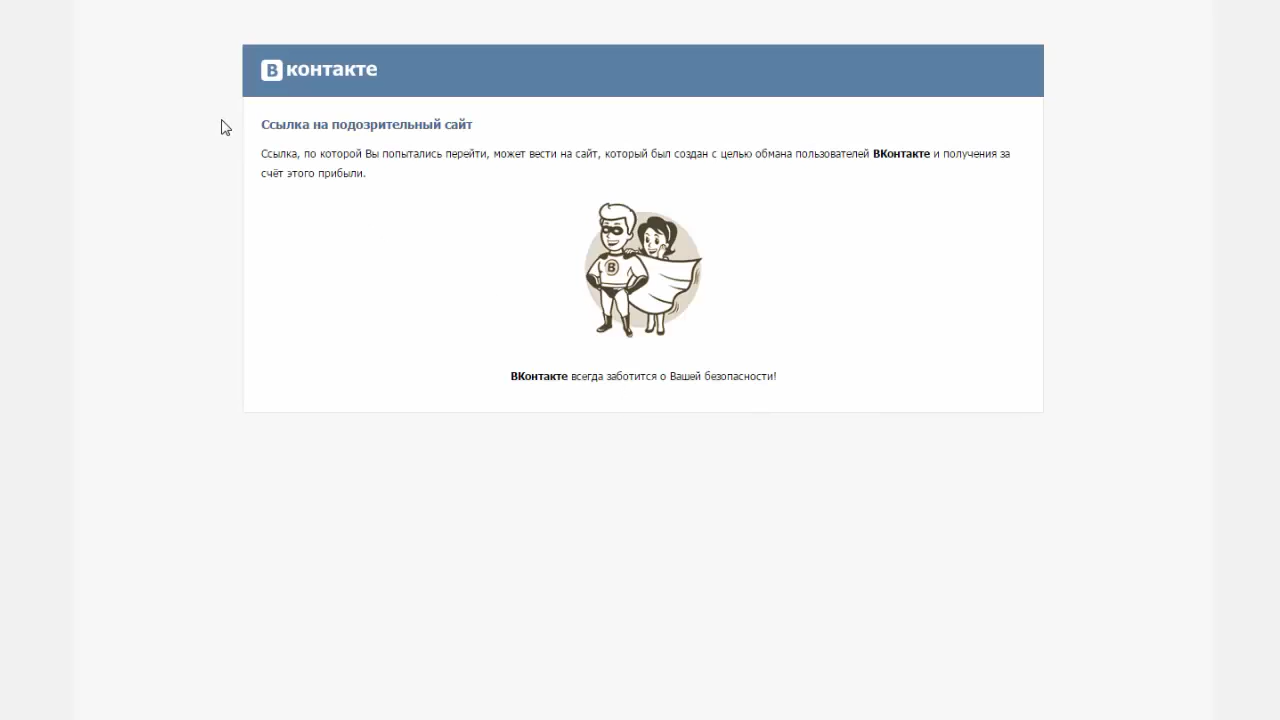 В контакте
Ссылка на подозрительный сайт
Ссылка, по которой Вы попытались перейти, может вести на сайт, который был создан с целью обмана пользователей ВКонтакте и получения за
счёт этого прибыли.
В
ВКонтакте всегда заботится о Вашей безопасности!